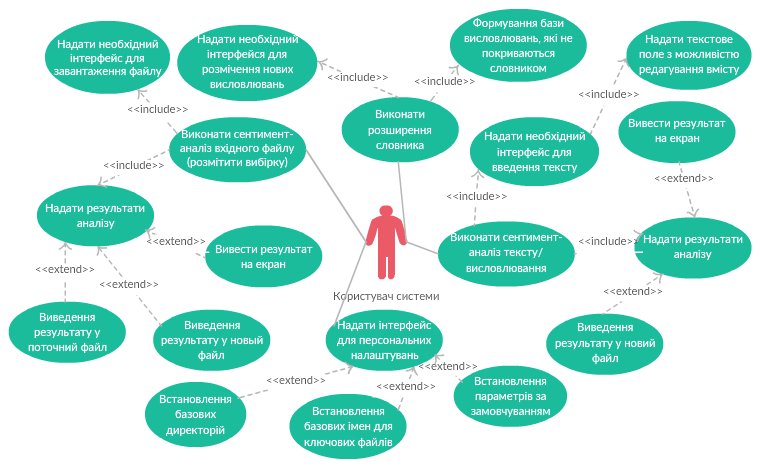 Надати необхідний
інтерфейс для
завантаження файлу
Надати необхідний
інтерфейся для
розмічення нових
висловлювань
Формування бази
висловлювань, які не
покриваються
словником
Надати текстове
поле з можливістю
редагування вмісту
<<include>>
<<include>>
<<include>>
<<include>>
Виконати сентимент-
аналіз вхідного файлу
(розмітити вибірку)
Виконати
розширення
словника
Надати необхідний
інтерфейс для
введення тексту
Вивести результат
на екран
<<include>>
<<extend>>
<<include>>
Надати результати
аналізу
<<extend>>
Вивести результат
на екран
Виконати сентимент-
аналіз тексту/
висловлювання
<<include>>
Надати результати
аналізу
<<extend>>
<<extend>>
<<extend>>
Користувач системи
Виведення
результату у
поточний файл
Виведення
результату у новый
файл
Надати інтерфейс
для персональних
налаштувань
Виведення
результату у новий
файл
<<extend>>
<<extend>>
<<extend>>
Встановлення
базових
директорій
Встановлення
базових імен для
ключових файлів
Встановлення
параметрів за
замовчуванням